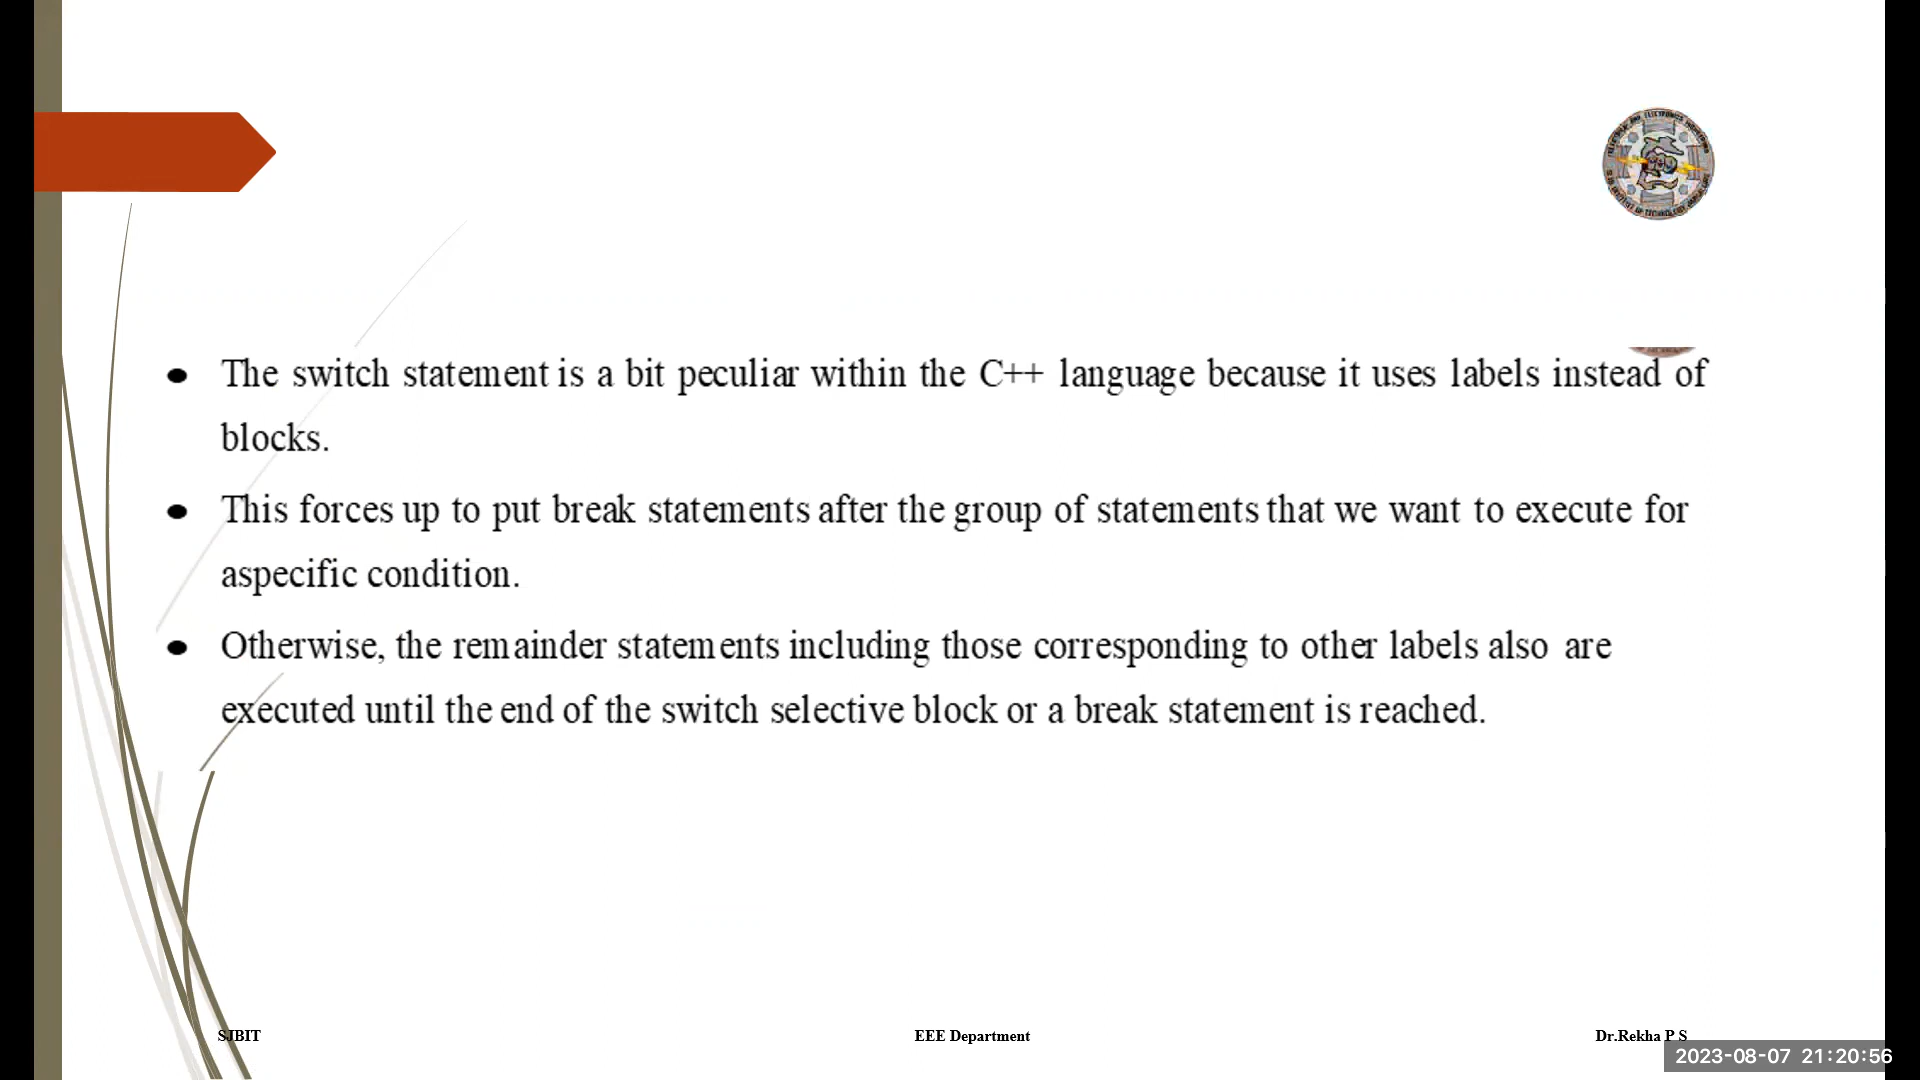 The switch statement is a bit peculiar within the C++ language because it uses labels instead of
blocks.
This forces up to put break statements after the group of statements that we want to execute for
aspecific condition.
Otherwise, the remainder statements including those corresponding to other labels also are
executed until the end of the switch selective block or a break statement is reached.
SJBIT
EEE Department
Dr.Rekha P S
2023-08-07 21:20:56